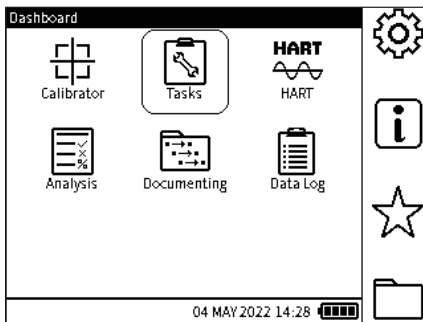 Dashboard
HART
Calibrator Tasks HART
Analysis Documenting Data Log
04 MAY 2022 14:28